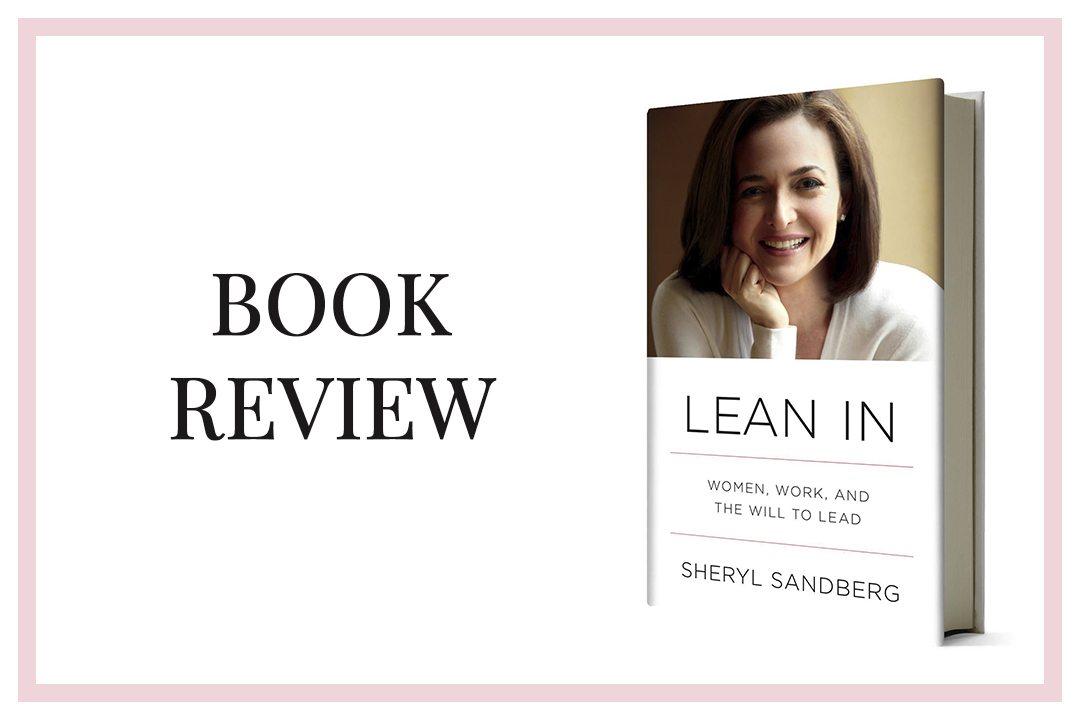 BOOK
REVIEW
LEAN IN
WOMEN, WORK, AND
THE WILL TO LEAD
SHERYL SANDBERG